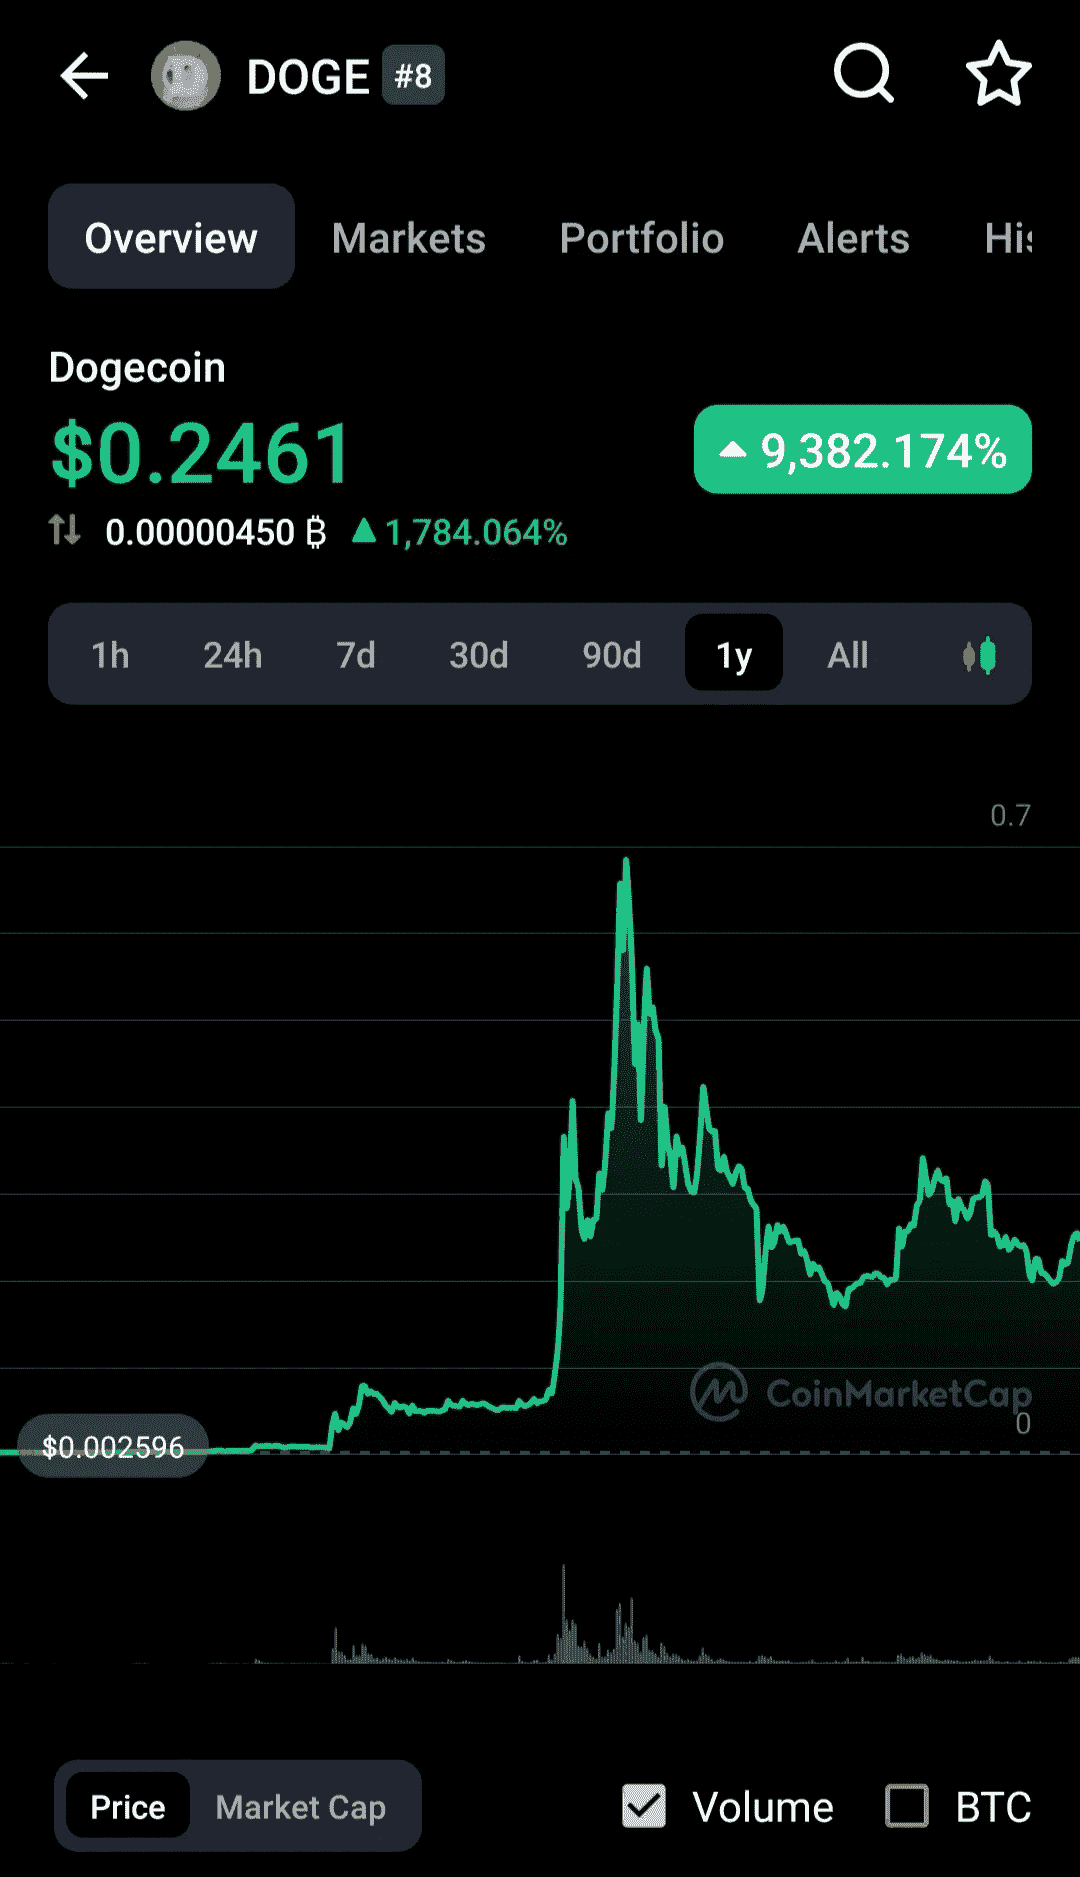 DOGE #8
Overview Markets Portfolio Alerts His
Dogecoin
$0.2461 9,382.174%
0.00000450 ₿ 1,784.064%
1h 24h 7d 30d 90d 1y All
0.7
CoinMarketCap
0
$0.002596
Price Market Cap Volume BTC